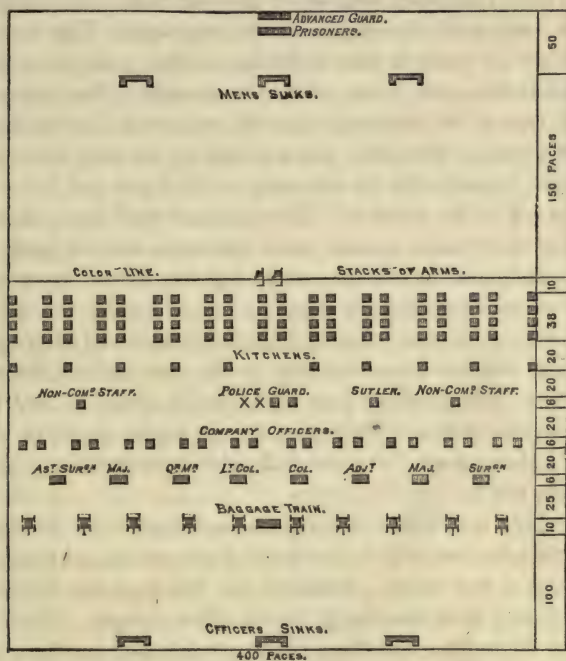 ADVANCED GUARD.
PRISONERS.
50
MENS SINKS.
150 PACES
COLOR LINE. STACKS OF ARMS.
10
38
KITCHENS.
20
NON-COMD STAFF. POLICE GUARD. SUTLER. NON-COMD STAFF.
20
6
COMPANY OFFICERS.
20
6
AST SURGN MAJ. QR MR LT COL. COL. ADJT MAJ. SURGN
20
6
BAGGAGE TRAIN.
25
10
100
OFFICERS SINKS.
400 PACES.